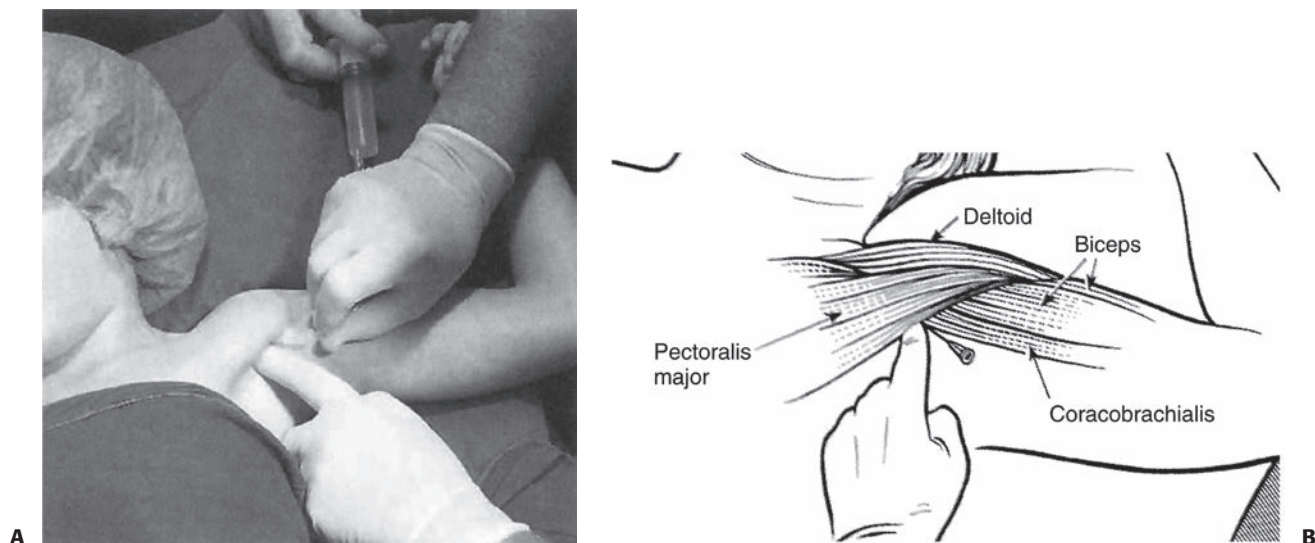 A
Deltoid
Biceps
Pectoralis
major
Coracobrachialis
B